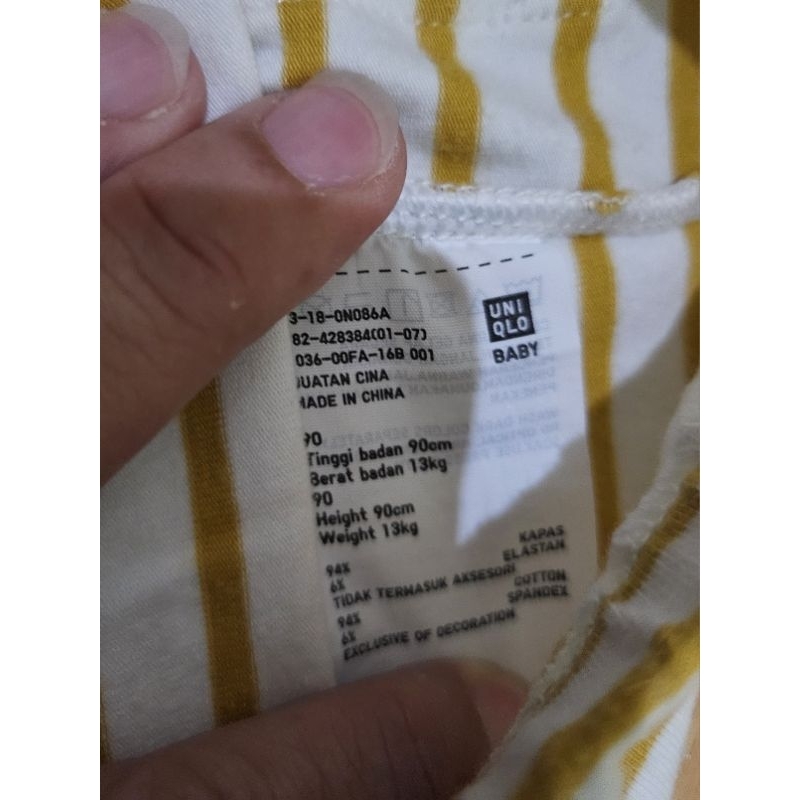 3-18-0N086A
82-428384(01-07)
036-00FA-16B 001
UNI
QLO
BABY
UATAN CINA
ADE IN CHINA
90
Tinggi badan 90cm
Berat badan 13kg
90
Height 90cm
Weight 13kg
94% KAPAS
6% ELASTAN
TIDAK TERMASUK AKSESORI
94% COTTON
6% SPANDEX
EXCLUSIVE OF DECORATION